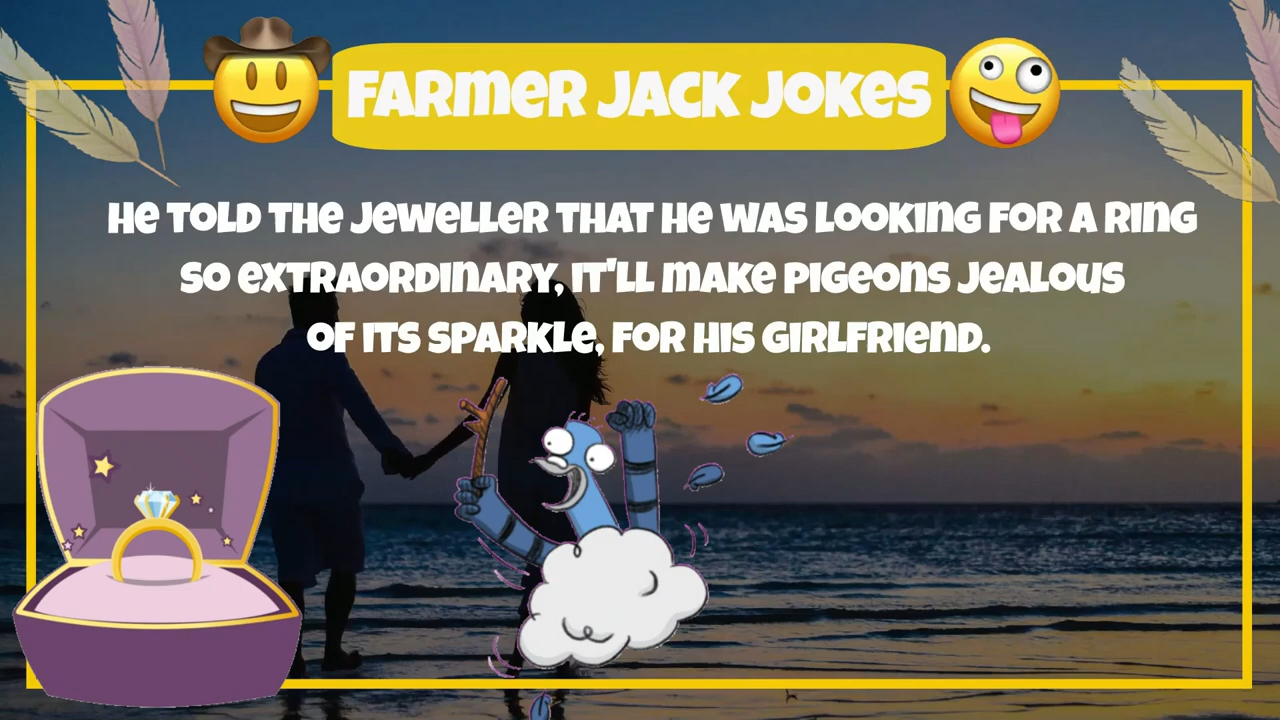 FARMER JACK JOKES
HE TOLD THE JEWELLER THAT HE WAS LOOKING FOR A RING
SO EXTRAORDINARY, IT'LL MAKE PIGEONS JEALOUS
OF ITS SPARKLE, FOR HIS GIRLFRIEND.